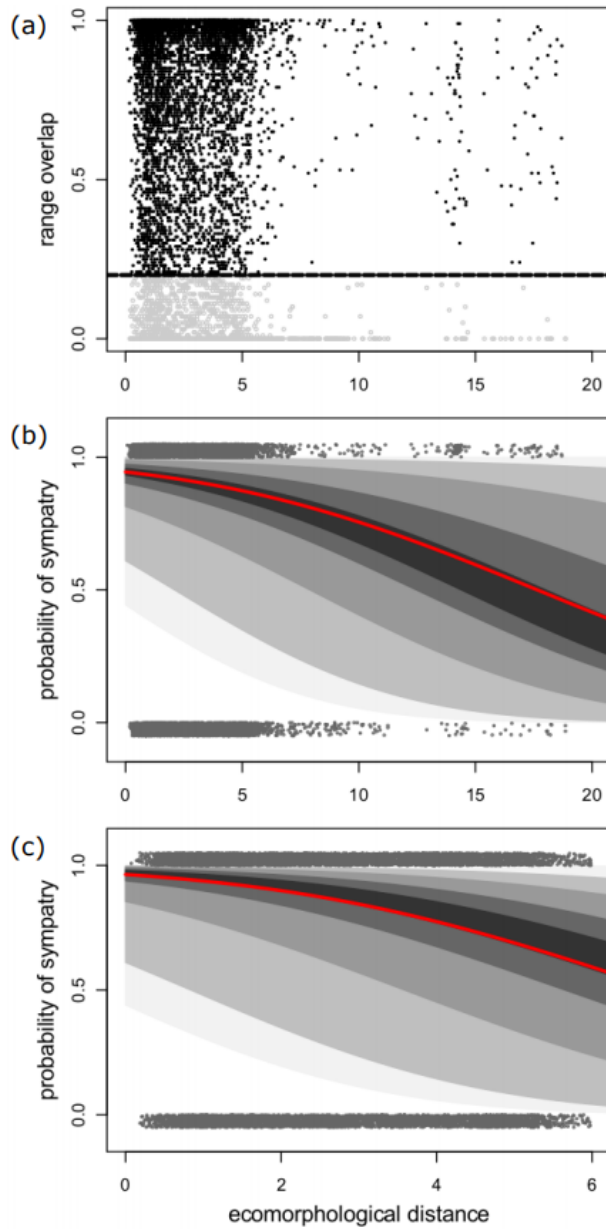 (a)
range overlap
1.0
0.5
0.0
0 5 10 15 20
(b)
probability of sympatry
1.0
0.5
0.0
0 5 10 15 20
(c)
probability of sympatry
1.0
0.5
0.0
0 2 4 6
ecomorphological distance